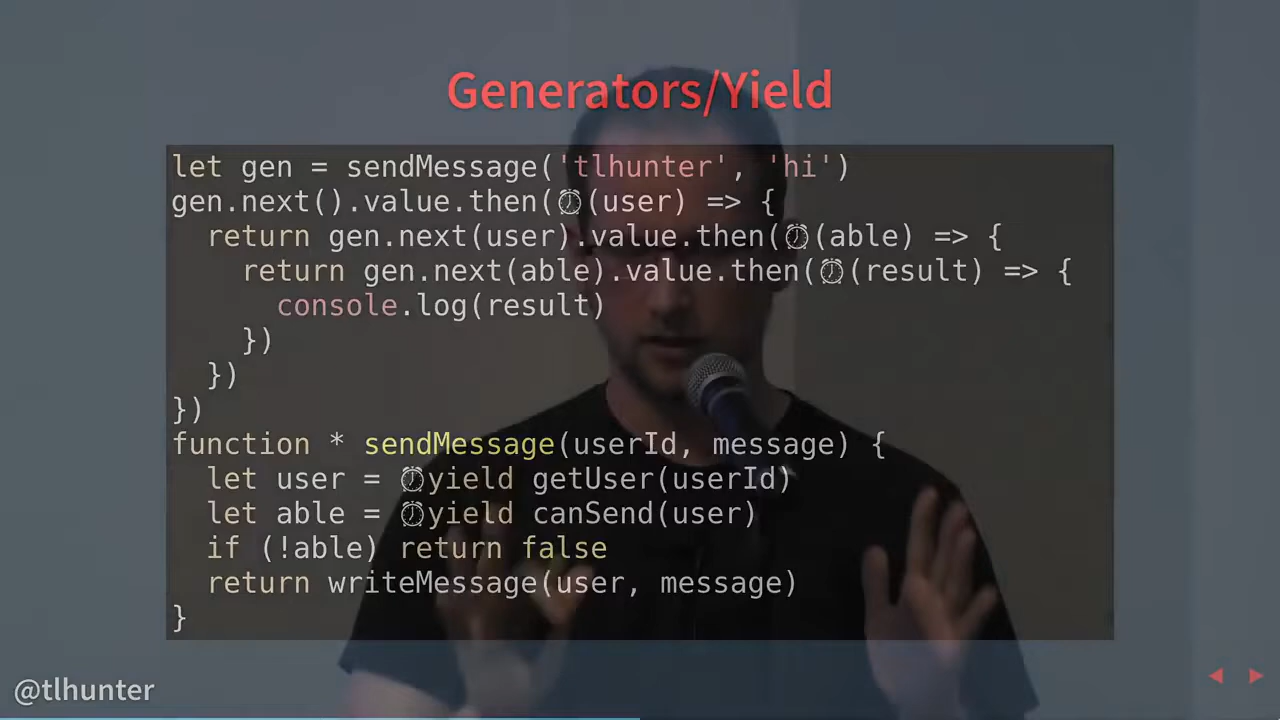 Generators/Yield
let gen = sendMessage('tlhunter', 'hi')
gen.next().value.then(⏰(user) => {
  return gen.next(user).value.then(⏰(able) => {
    return gen.next(able).value.then(⏰(result) => {
      console.log(result)
    })
  })
})
function * sendMessage(userId, message) {
  let user = ⏰yield getUser(userId)
  let able = ⏰yield canSend(user)
  if (!able) return false
  return writeMessage(user, message)
}
@tlhunter